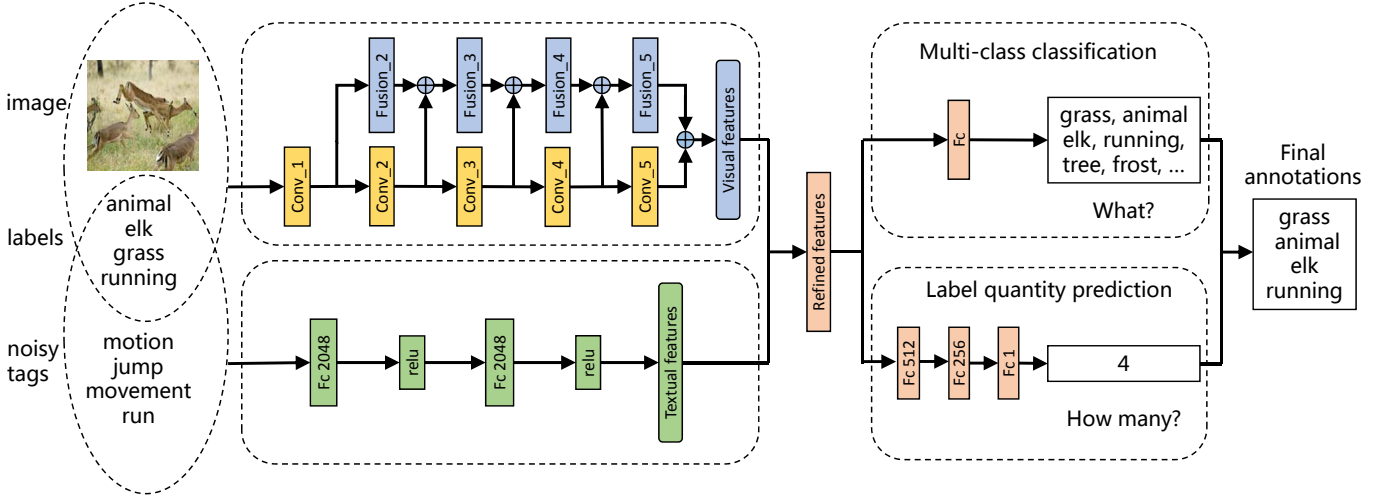 image
labels
noisy
tags
animal
elk
grass
running
motion
jump
movement
run
Fusion_2
Fusion_3
Fusion_4
Fusion_5
Conv_1
Conv_2
Conv_3
Conv_4
Conv_5
Visual features
Fc 2048
relu
Fc 2048
relu
Textual features
Refined features
Multi-class classification
Fc
grass, animal
elk, running,
tree, frost, ...
What?
Label quantity prediction
Fc 512
Fc 256
Fc 1
4
How many?
Final
annotations
grass
animal
elk
running